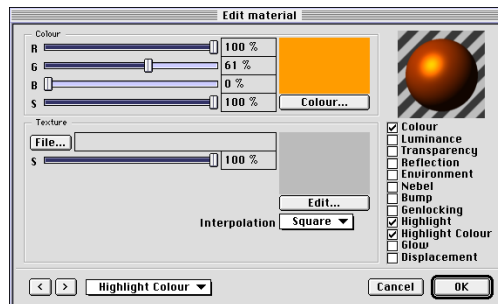 Edit material
Colour
R 100 %
G 61 %
B 0 %
S 100 % Colour...
Texture
File...
S 100 %
Edit...
Interpolation Square
Colour
Luminance
Transparency
Reflection
Environment
Nebel
Bump
Genlocking
Highlight
Highlight Colour
Glow
Displacement
< > Highlight Colour Cancel OK